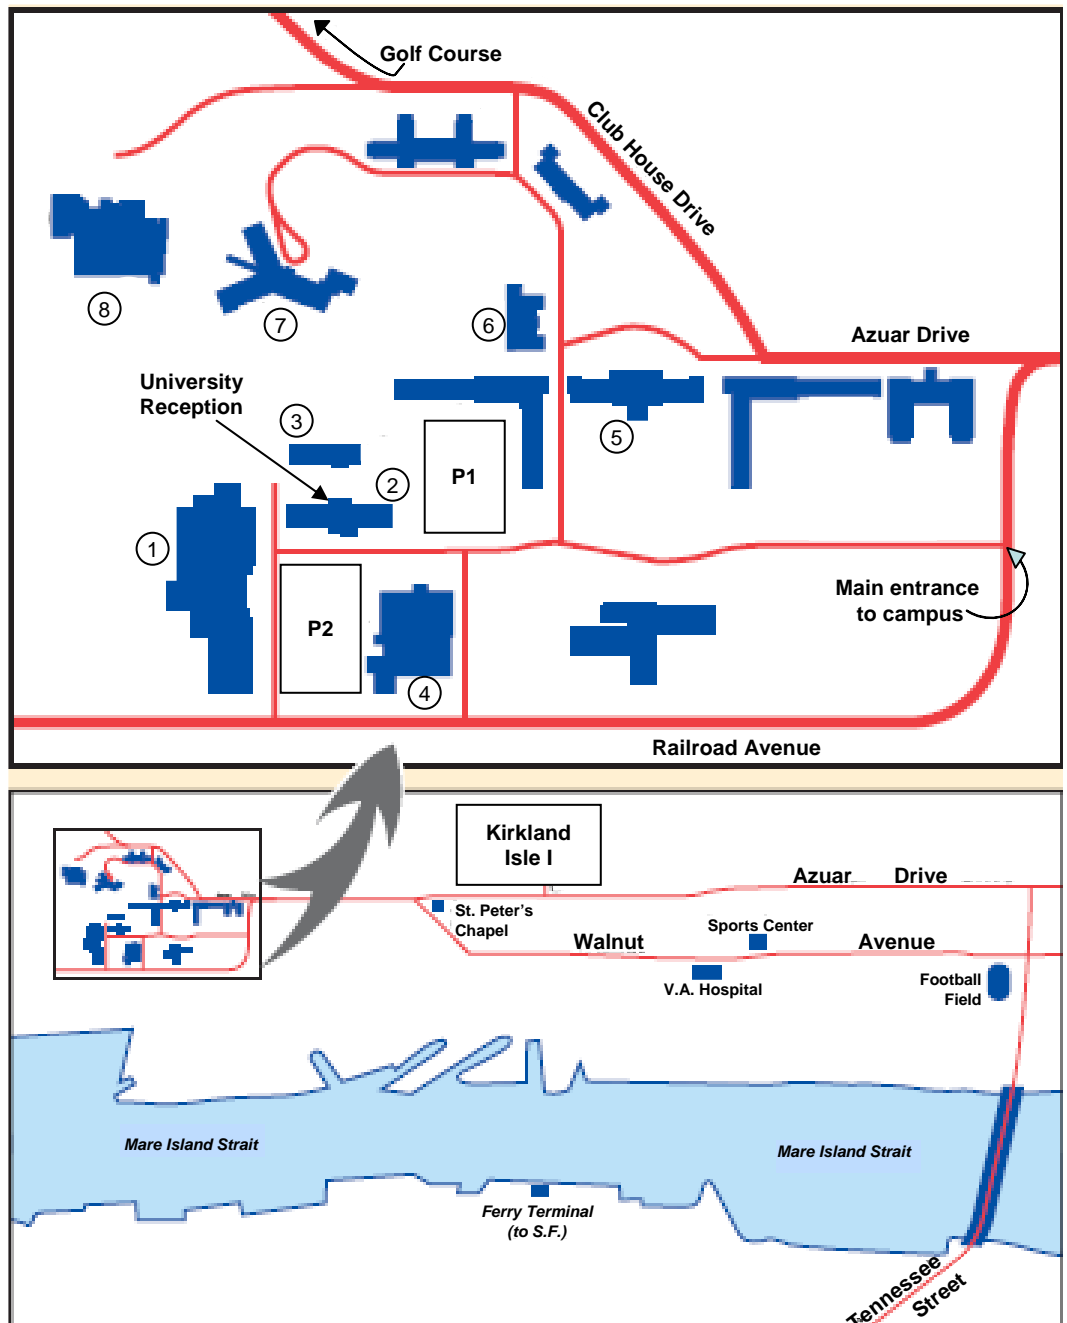 Golf Course
Club House Drive
8
7
6
Azuar Drive
University
Reception
3
5
2
P1
1
Main entrance
to campus
P2
4
Railroad Avenue
Kirkland
Isle I
Azuar Drive
St. Peter's
Chapel
Sports Center
Walnut Avenue
V.A. Hospital
Football
Field
Mare Island Strait
Mare Island Strait
Ferry Terminal
(to S.F.)
Tennessee
Street